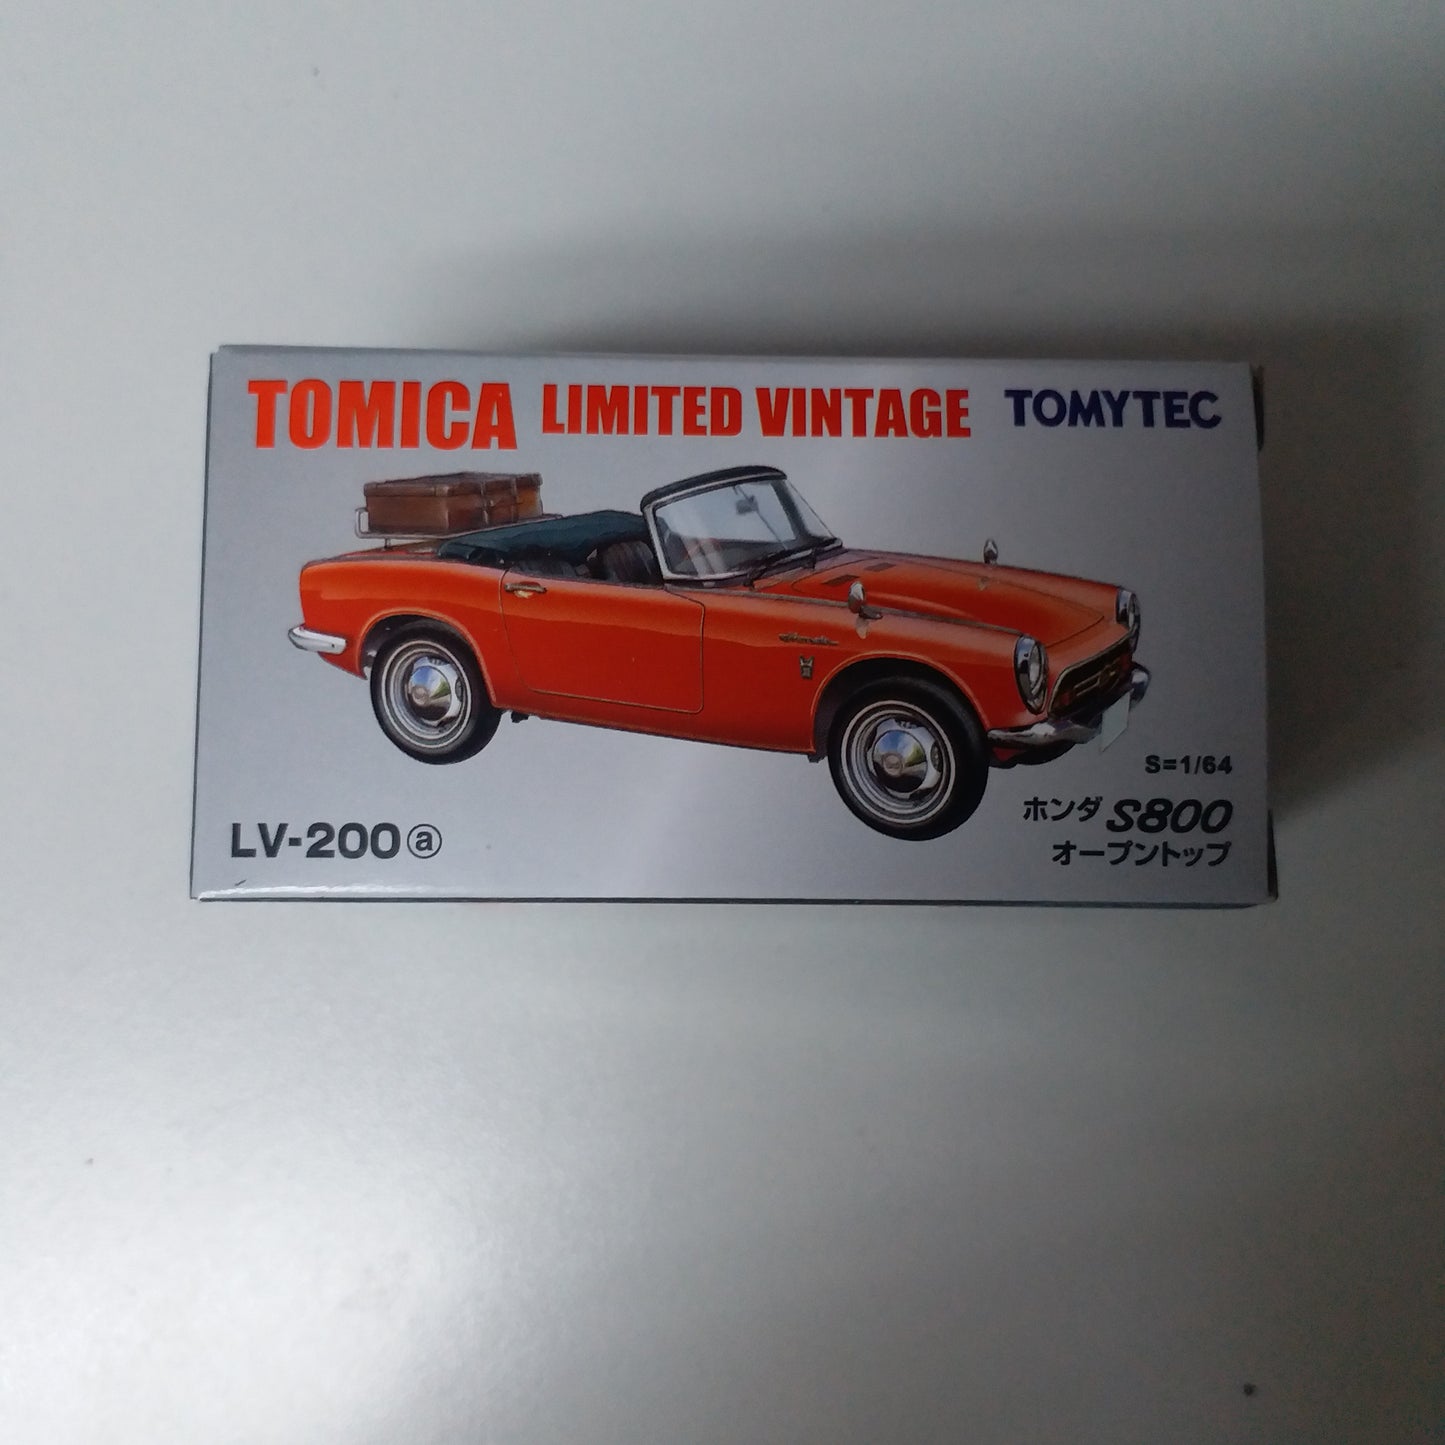 TOMICA LIMITED VINTAGE TOMYTEC
Honda
S=1/64
ホンダ S800
オープントップ
LV-200ⓐ